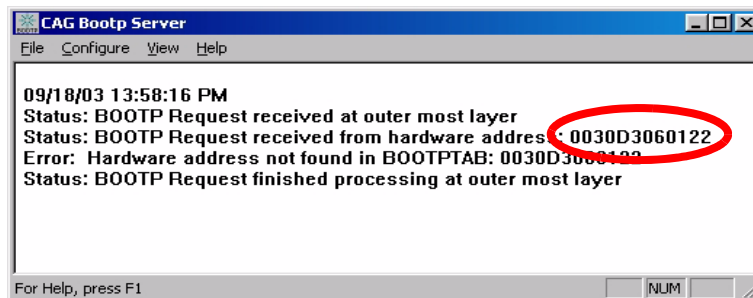 CAG Bootp Server
File Configure View Help
09/18/03 13:58:16 PM
Status: BOOTP Request received at outer most layer
Status: BOOTP Request received from hardware address: 0030D3060122
Error: Hardware address not found in BOOTPTAB: 0030D3060122
Status: BOOTP Request finished processing at outer most layer
For Help, press F1
NUM